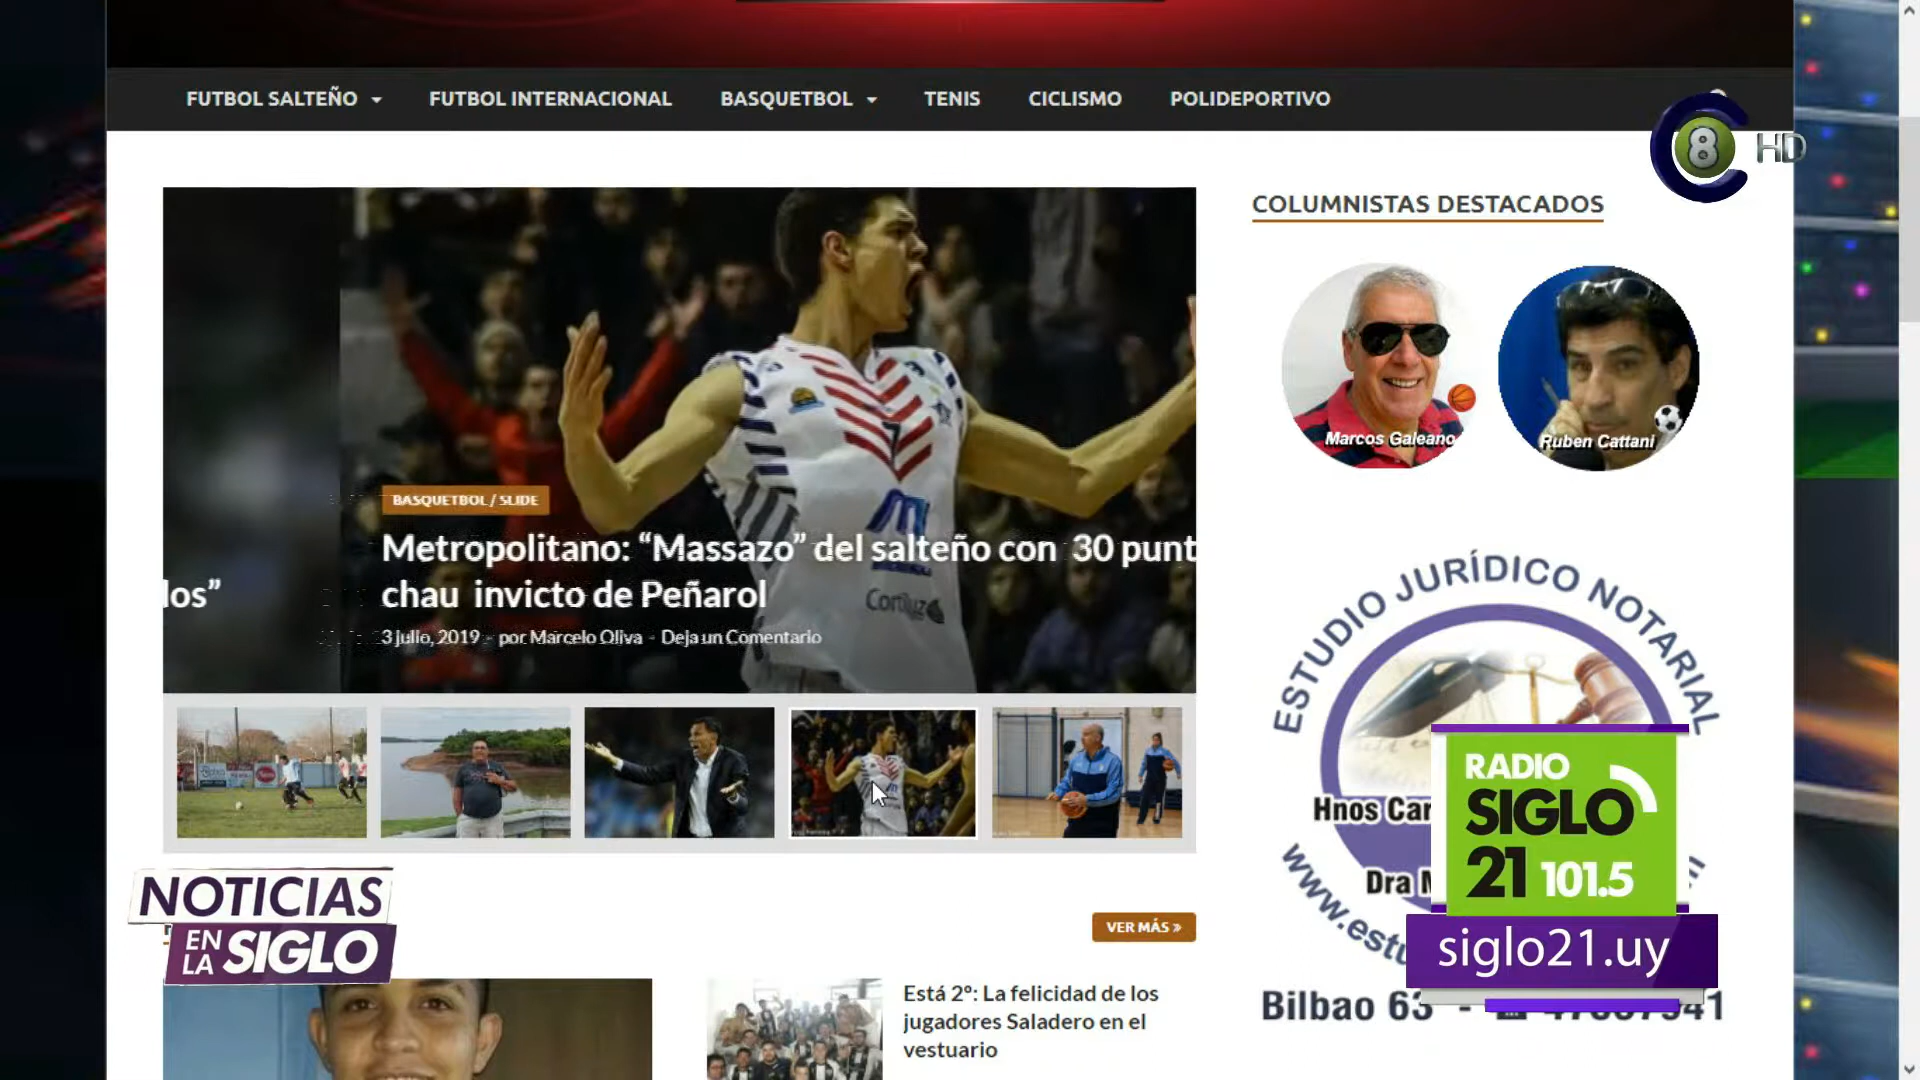 FUTBOL SALTEÑO
FUTBOL INTERNACIONAL
BASQUETBOL
TENIS
CICLISMO
POLIDEPORTIVO
8 HD
COLUMNISTAS DESTACADOS
Marcos Galeano
Ruben Cattani
BASQUETBOL / SLIDE
Metropolitano: “Massazo” del salteño con 30 punt
los”
chau invicto de Peñarol
3 julio, 2019 - por Marcelo Oliva - Deja un Comentario
7
ESTUDIO JURÍDICO NOTARIAL
Hnos Car
Dra M
www.estu
Bilbao 63 -
RADIO
SIGLO
21 101.5
siglo21.uy
NOTICIAS
EN LA SIGLO
VER MÁS »
Está 2º: La felicidad de los
jugadores Saladero en el
vestuario